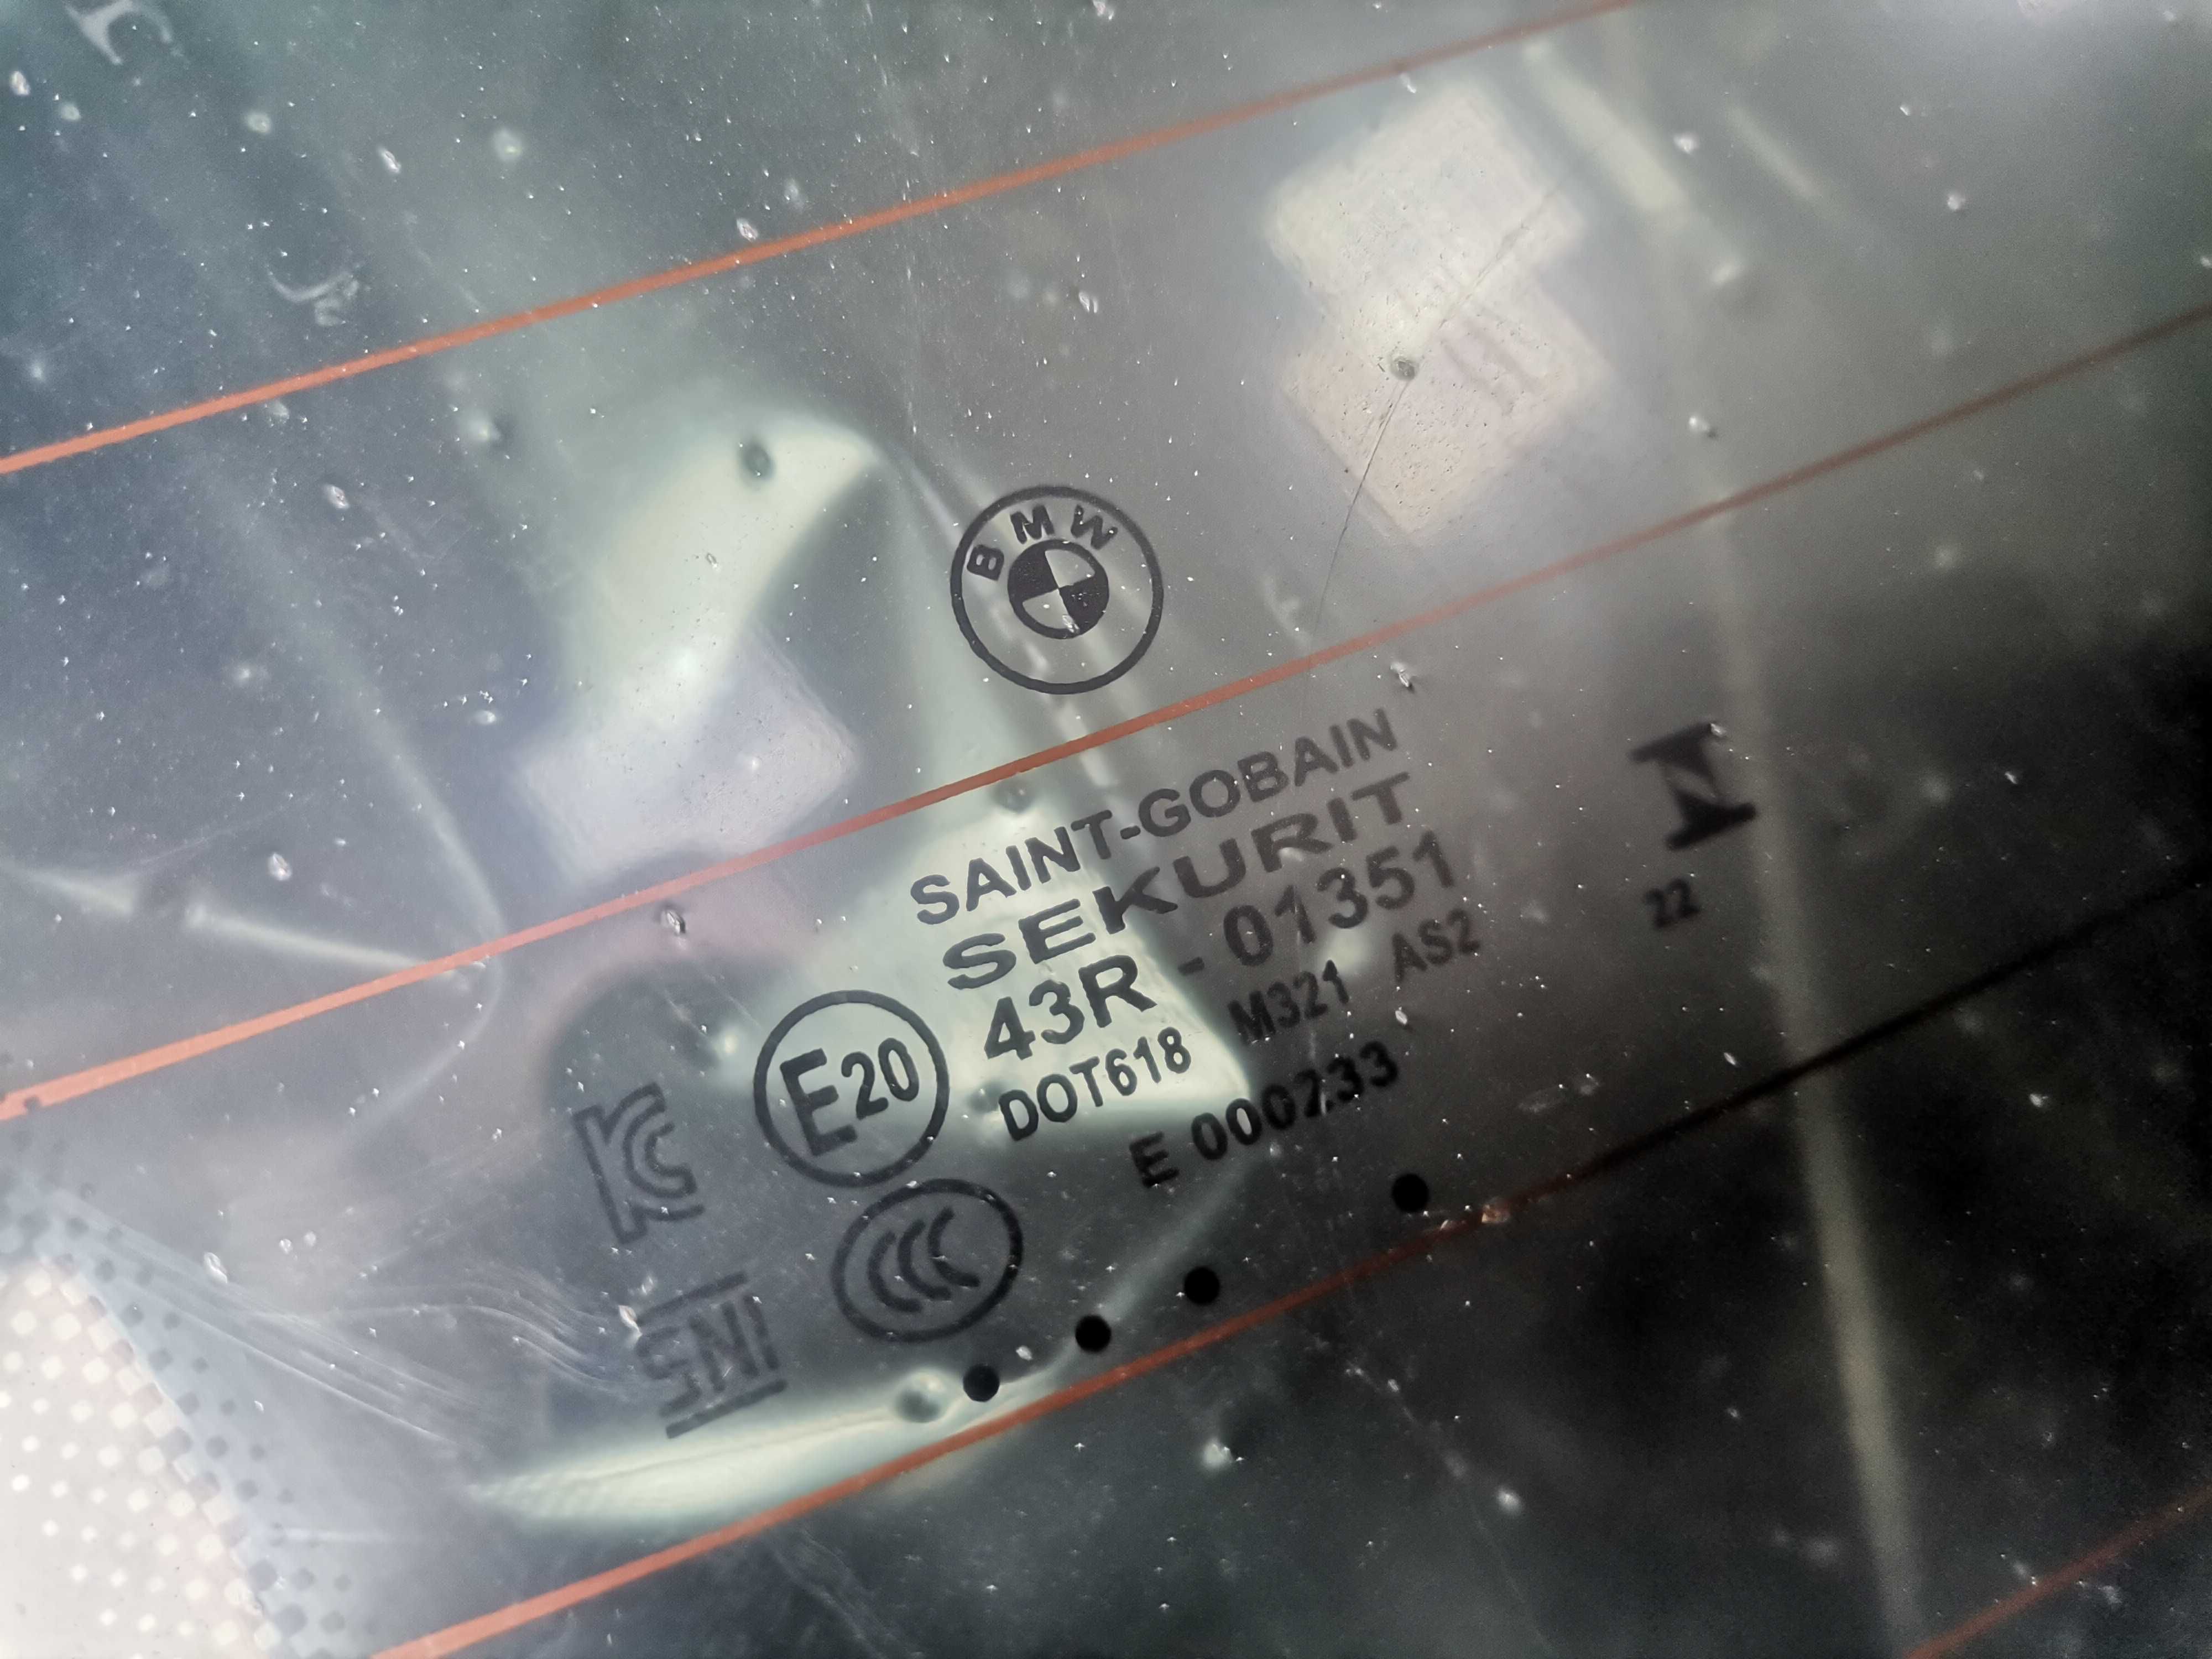 BMW
SAINT-GOBAIN
SEKURIT
43R - 01351
E20
DOT618 M321 AS2
E 000233
22